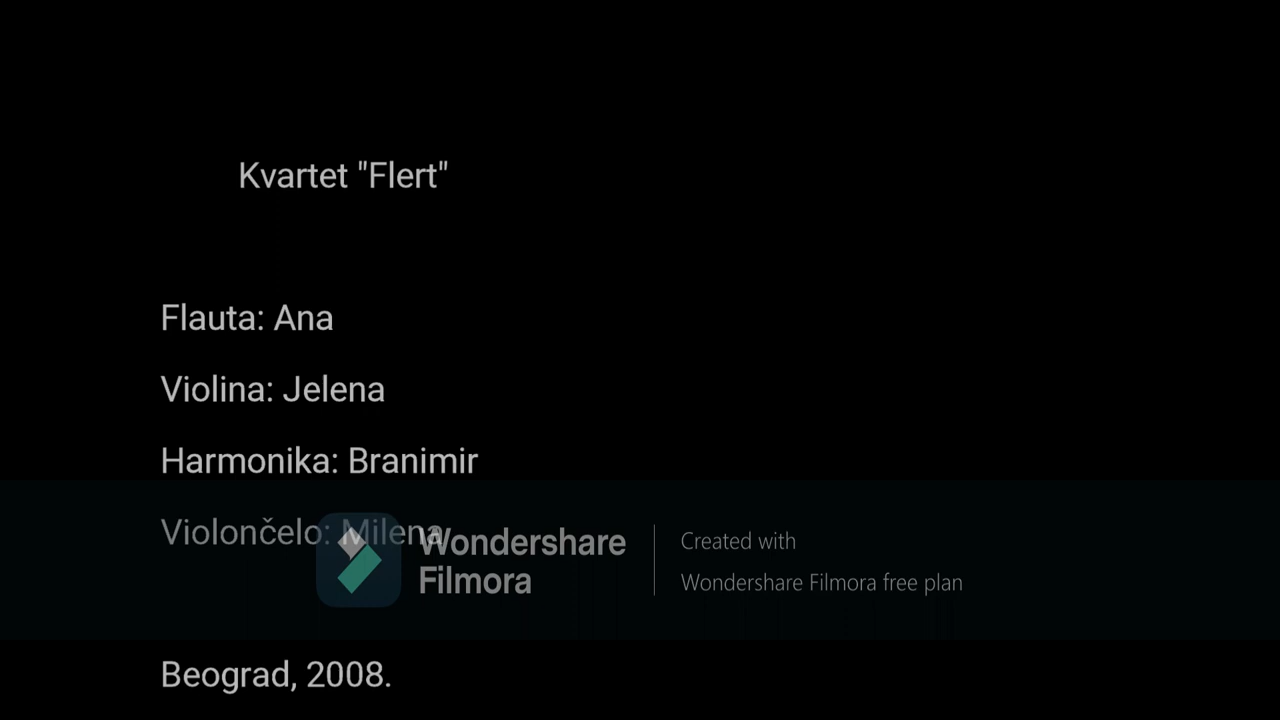 Kvartet "Flert"
Flauta: Ana
Violina: Jelena
Harmonika: Branimir
Violončelo: Milena
Wondershare
Filmora
Created with
Wondershare Filmora free plan
Beograd, 2008.